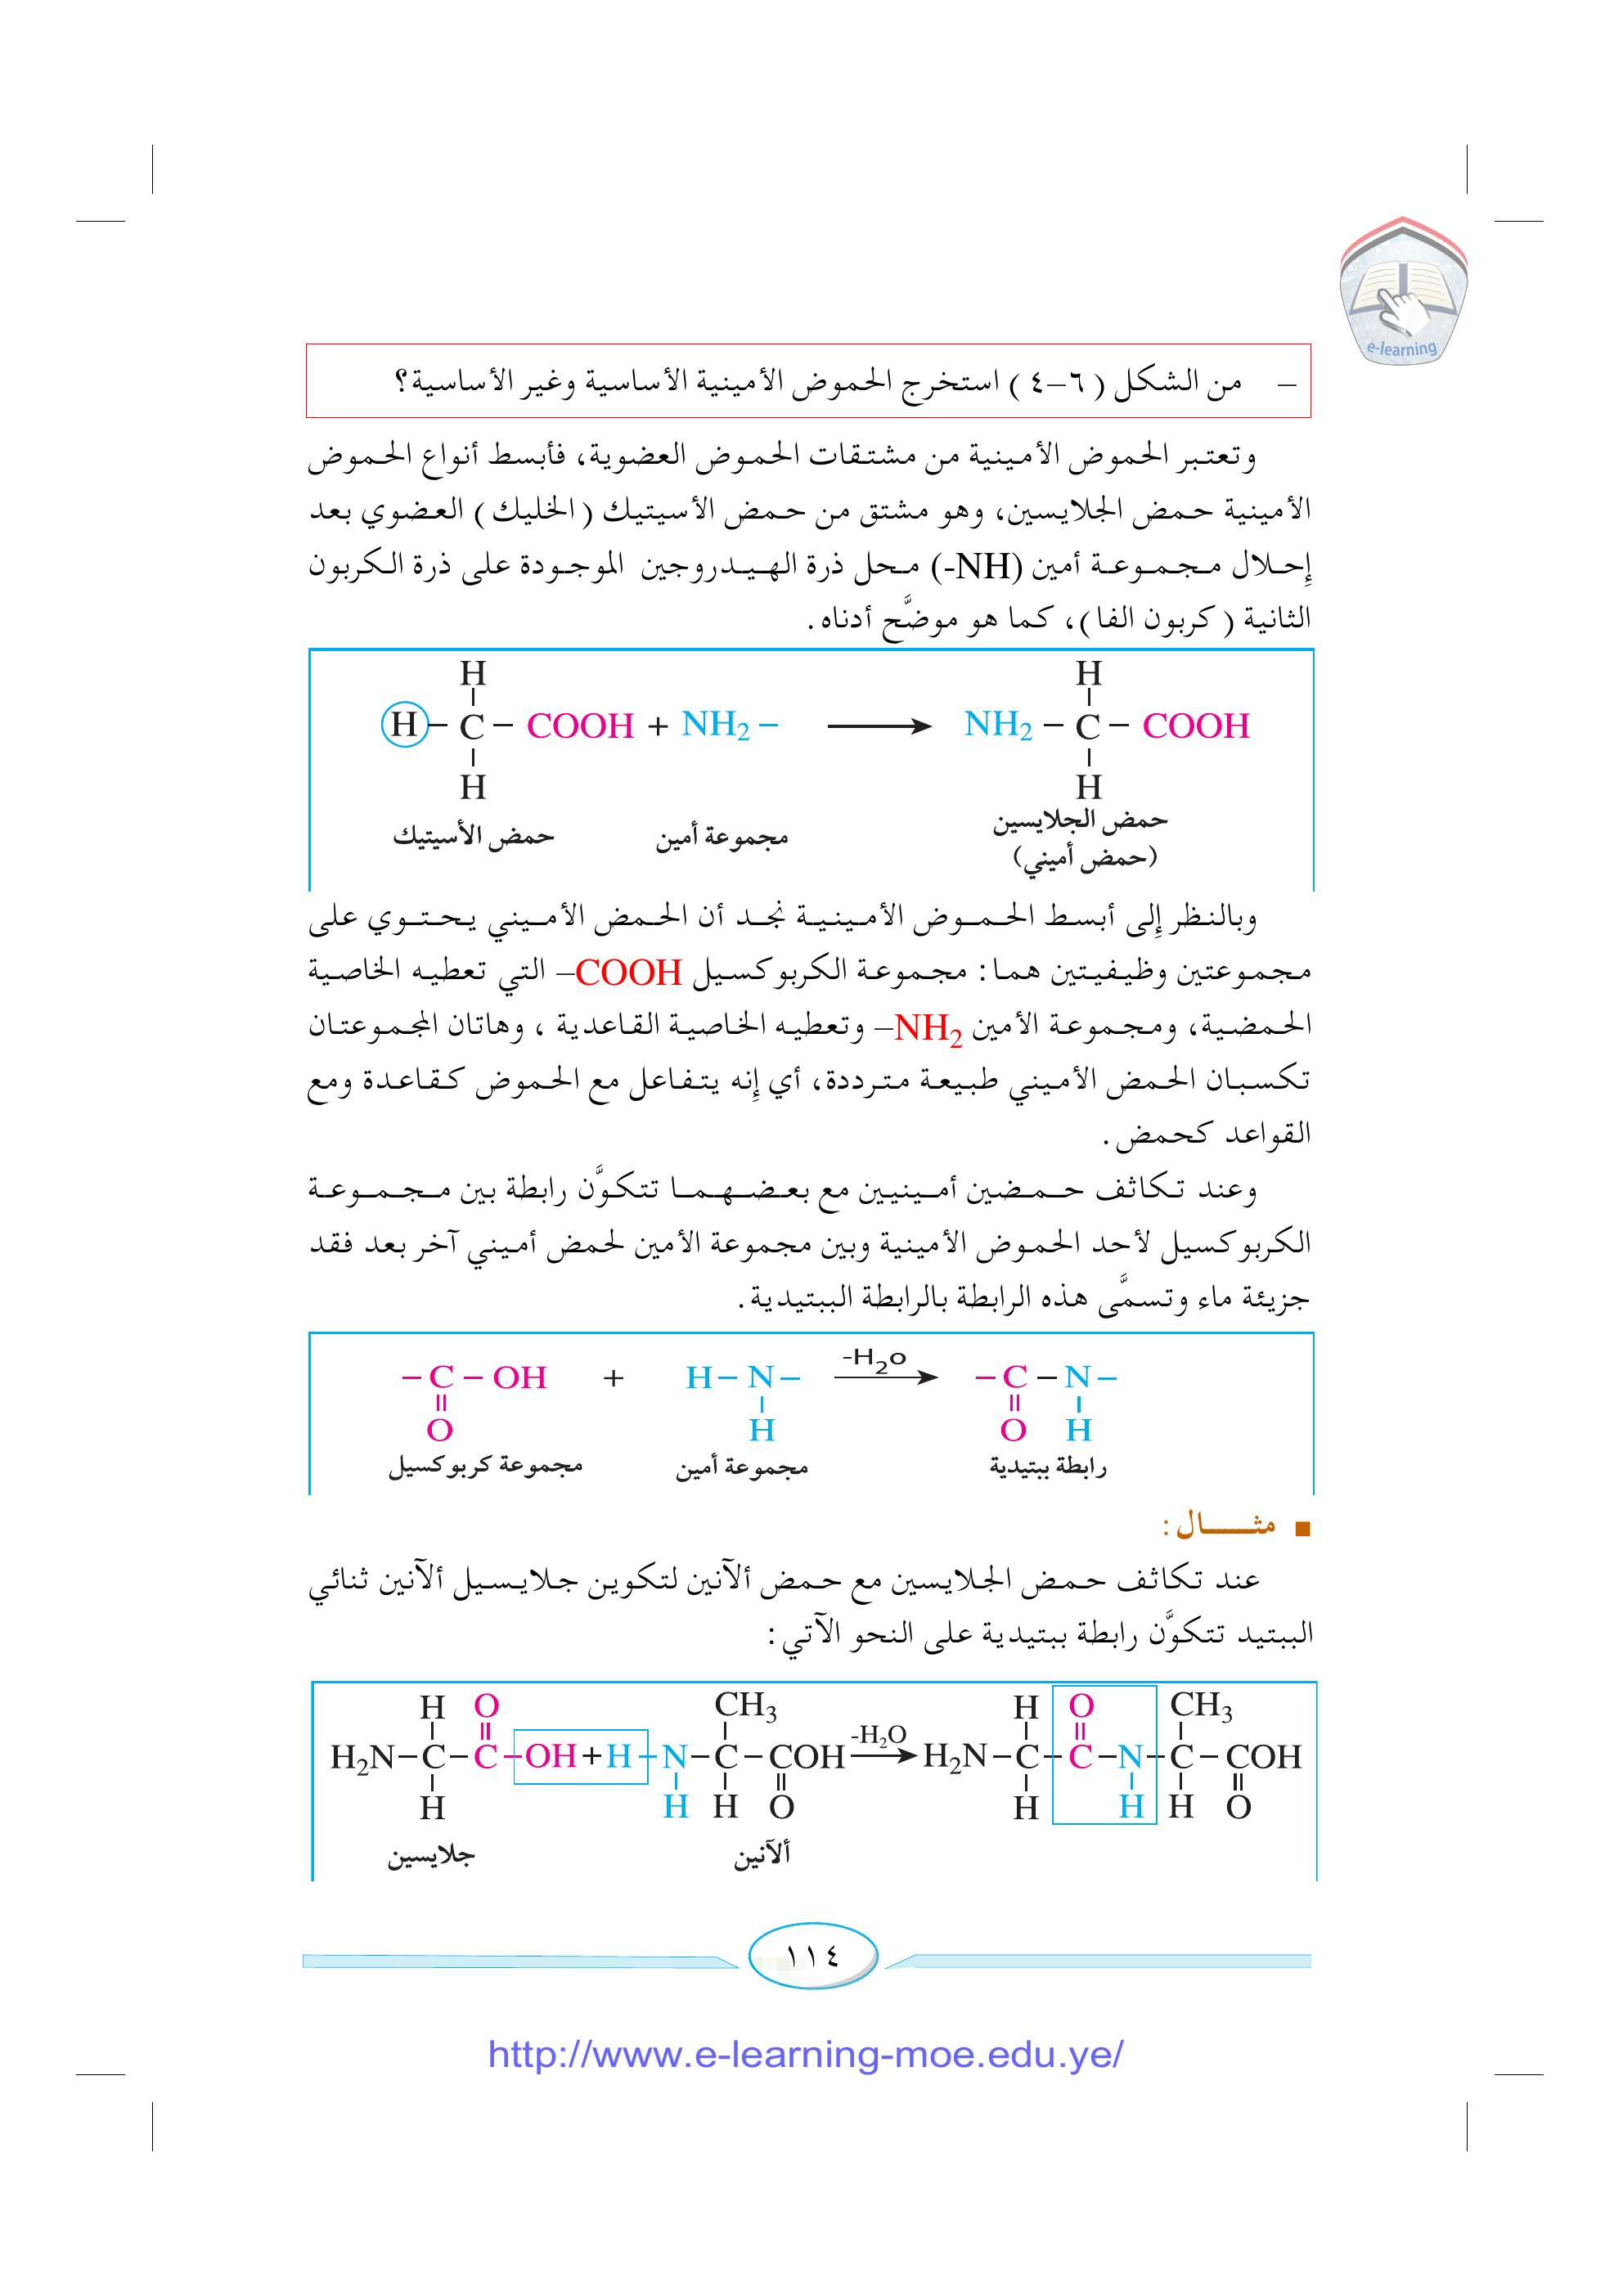 e-learning
– من الشكل (٦–٤) استخرج الحموض الأمينية الأساسية وغير الأساسية؟
وتعتبر الحموض الأمينية من مشتقات الحموض العضوية، فأبسط أنواع الحموض
الأمينية حمض الجلايسين، وهو مشتق من حمض الأسيتيك (الخليك) العضوي بعد
إحلال مجموعة أمين (-NH) محل ذرة الهيدروجين الموجودة على ذرة الكربون
الثانية (كربون الفا)، كما هو موضَّح أدناه.
H H
H – C – COOH + NH2 – ⟶ NH2 – C – COOH
H H
حمض الأسيتيك مجموعة أمين حمض الجلايسين
(حمض أميني)
وبالنظر إلى أبسط الحموض الأمينية نجد أن الحمض الأميني يحتوي على
مجموعتين وظيفيتين هما: مجموعة الكربوكسيل COOH– التي تعطيه الخاصية
الحمضية، ومجموعة الأمين NH2– وتعطيه الخاصية القاعدية ، وهاتان المجموعتان
تكسبان الحمض الأميني طبيعة مترددة، أي إنه يتفاعل مع الحموض كقاعدة ومع
القواعد كحمض.
وعند تكاثف حمضين أمينيين مع بعضهما تتكوَّن رابطة بين مجموعة
الكربوكسيل لأحد الحموض الأمينية وبين مجموعة الأمين لحمض أميني آخر بعد فقد
جزيئة ماء وتسمَّى هذه الرابطة بالرابطة الببتيدية.
-H2o
– C – OH + H – N – ⟶ – C – N –
O H O H
مجموعة كربوكسيل مجموعة أمين رابطة ببتيدية
■ مثـــال:
عند تكاثف حمض الجلايسين مع حمض ألآنين لتكوين جلايسيل ألآنين ثنائي
الببتيد تتكوَّن رابطة ببتيدية على النحو الآتي:
H O CH3 H O CH3
H2N–C–C–OH+H–N–C–COH -H2O ⟶ H2N–C–C–N–C–COH
H H H O H H H O
جلايسين ألآنين
١١٤
http://www.e-learning-moe.edu.ye/